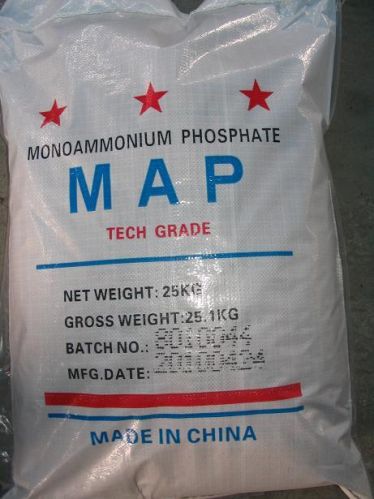 MONOAMMONIUM PHOSPHATE
MAP
TECH GRADE
NET WEIGHT: 25KG
GROSS WEIGHT: 25.1KG
BATCH NO.: 8010044
MFG.DATE: 20100424
MADE IN CHINA